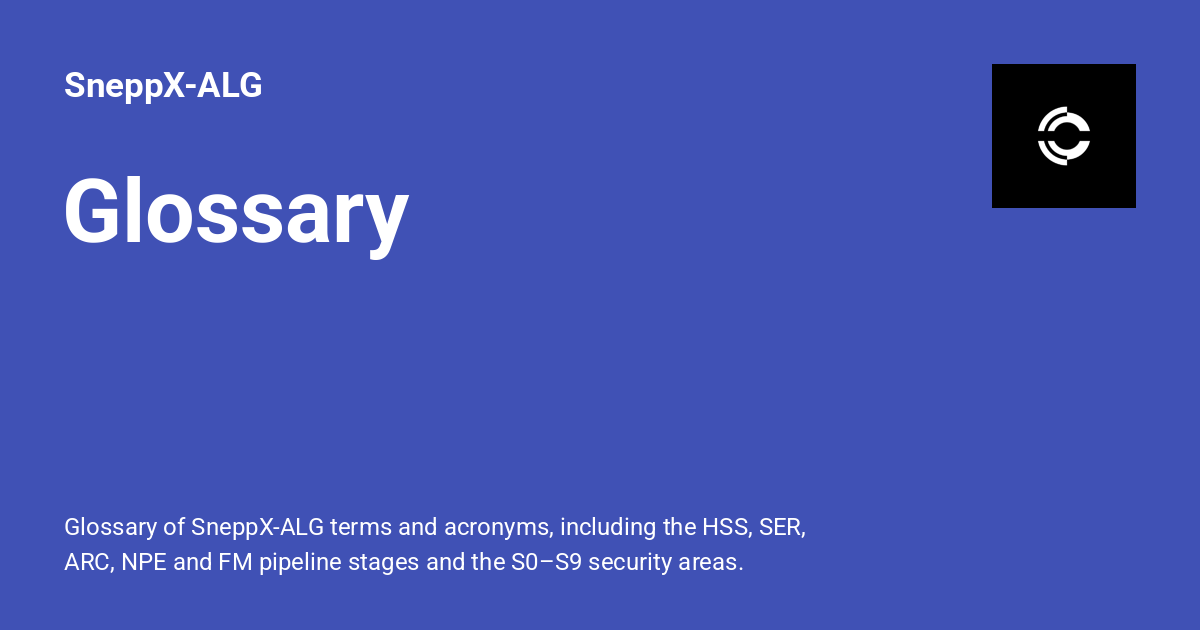 SneppX-ALG
Glossary
Glossary of SneppX-ALG terms and acronyms, including the HSS, SER,
ARC, NPE and FM pipeline stages and the S0–S9 security areas.